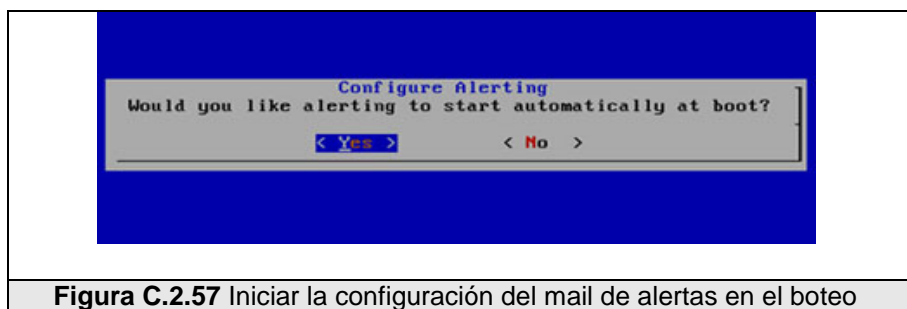 Configure Alerting
Would you like alerting to start automatically at boot?
< Yes > < No >
Figura C.2.57 Iniciar la configuración del mail de alertas en el boteo